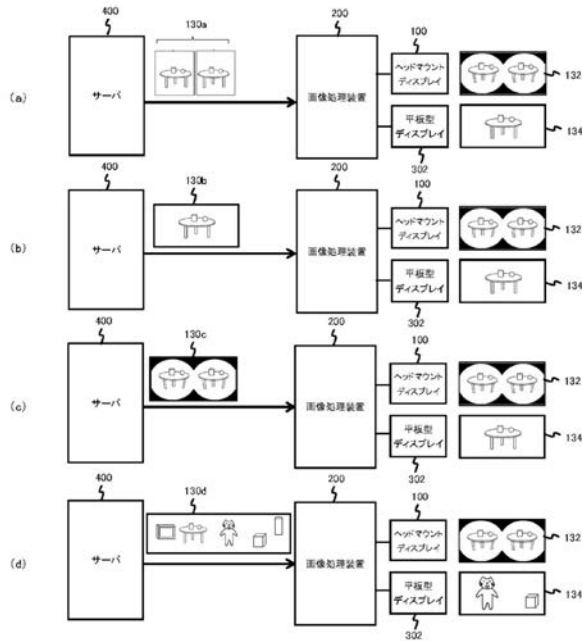 400
130a
200
100
132
(a)
サーバ
画像処理装置
ヘッドマウント
ディスプレイ
平板型
ディスプレイ
134
302
400
130b
200
100
132
(b)
サーバ
画像処理装置
ヘッドマウント
ディスプレイ
平板型
ディスプレイ
134
302
400
130c
200
100
132
(c)
サーバ
画像処理装置
ヘッドマウント
ディスプレイ
平板型
ディスプレイ
134
302
400
130d
200
100
132
(d)
サーバ
画像処理装置
ヘッドマウント
ディスプレイ
平板型
ディスプレイ
134
302